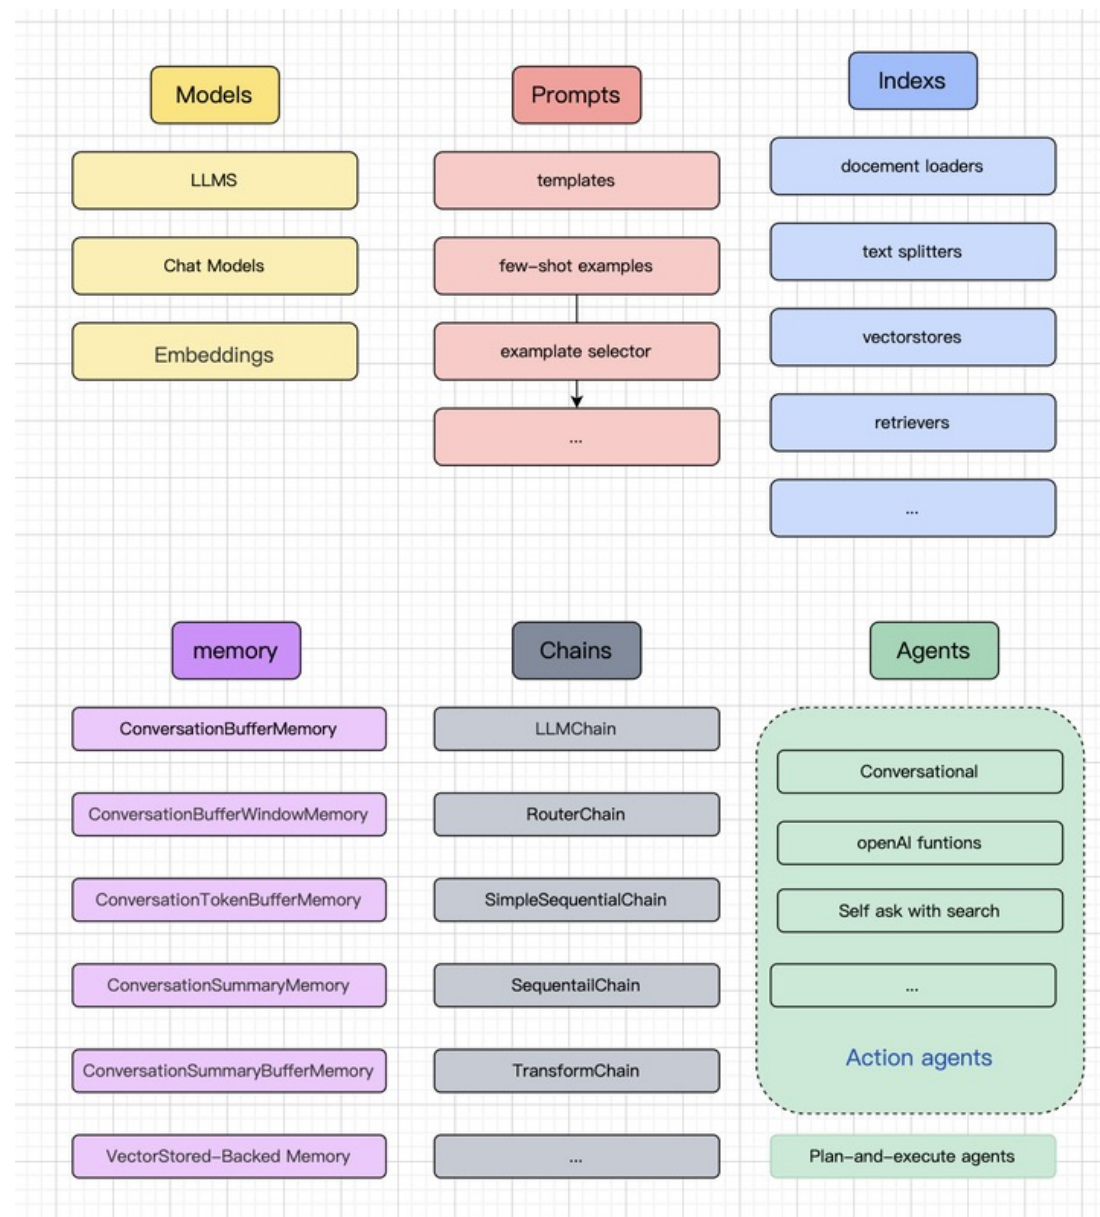 Models
LLMS
Chat Models
Embeddings
Prompts
templates
few-shot examples
examplate selector
...
Indexs
docement loaders
text splitters
vectorstores
retrievers
...
memory
ConversationBufferMemory
ConversationBufferWindowMemory
ConversationTokenBufferMemory
ConversationSummaryMemory
ConversationSummaryBufferMemory
VectorStored-Backed Memory
Chains
LLMChain
RouterChain
SimpleSequentialChain
SequentailChain
TransformChain
...
Agents
Conversational
openAI funtions
Self ask with search
...
Action agents
Plan-and-execute agents